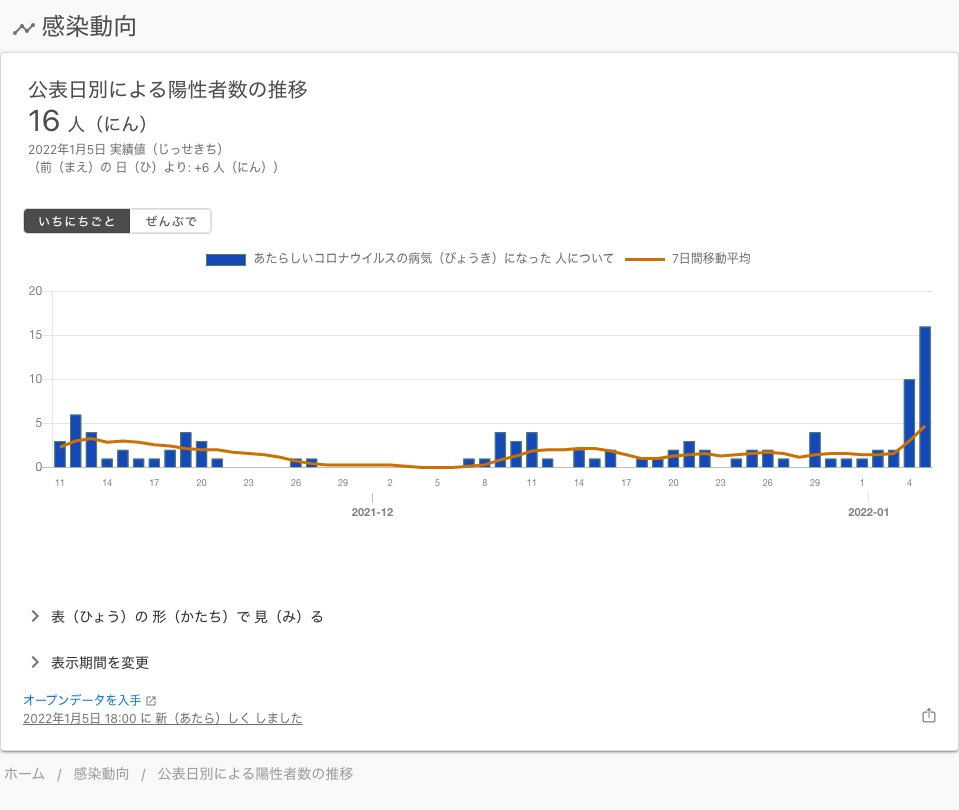 感染動向
公表日別による陽性者数の推移
16 人（にん）
2022年1月5日 実績値（じっせきち）
（前（まえ）の 日（ひ）より: +6 人（にん））
いちにちごと ぜんぶで
あたらしいコロナウイルスの病気（びょうき）になった 人について 7日間移動平均
20
15
10
5
0
11 14 17 20 23 26 29 2 5 8 11 14 17 20 23 26 29 1 4
2021-12 2022-01
表（ひょう）の 形（かたち）で 見（み）る
表示期間を変更
オープンデータを入手
2022年1月5日 18:00 に 新（あたら）しく しました
ホーム / 感染動向 / 公表日別による陽性者数の推移